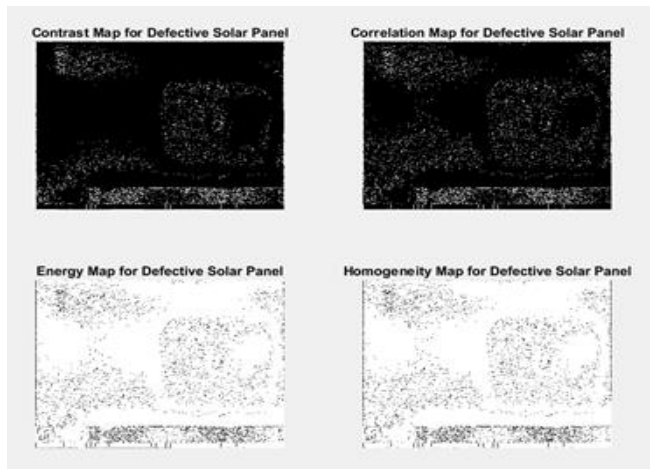 Contrast Map for Defective Solar Panel
Correlation Map for Defective Solar Panel
Energy Map for Defective Solar Panel
Homogeneity Map for Defective Solar Panel